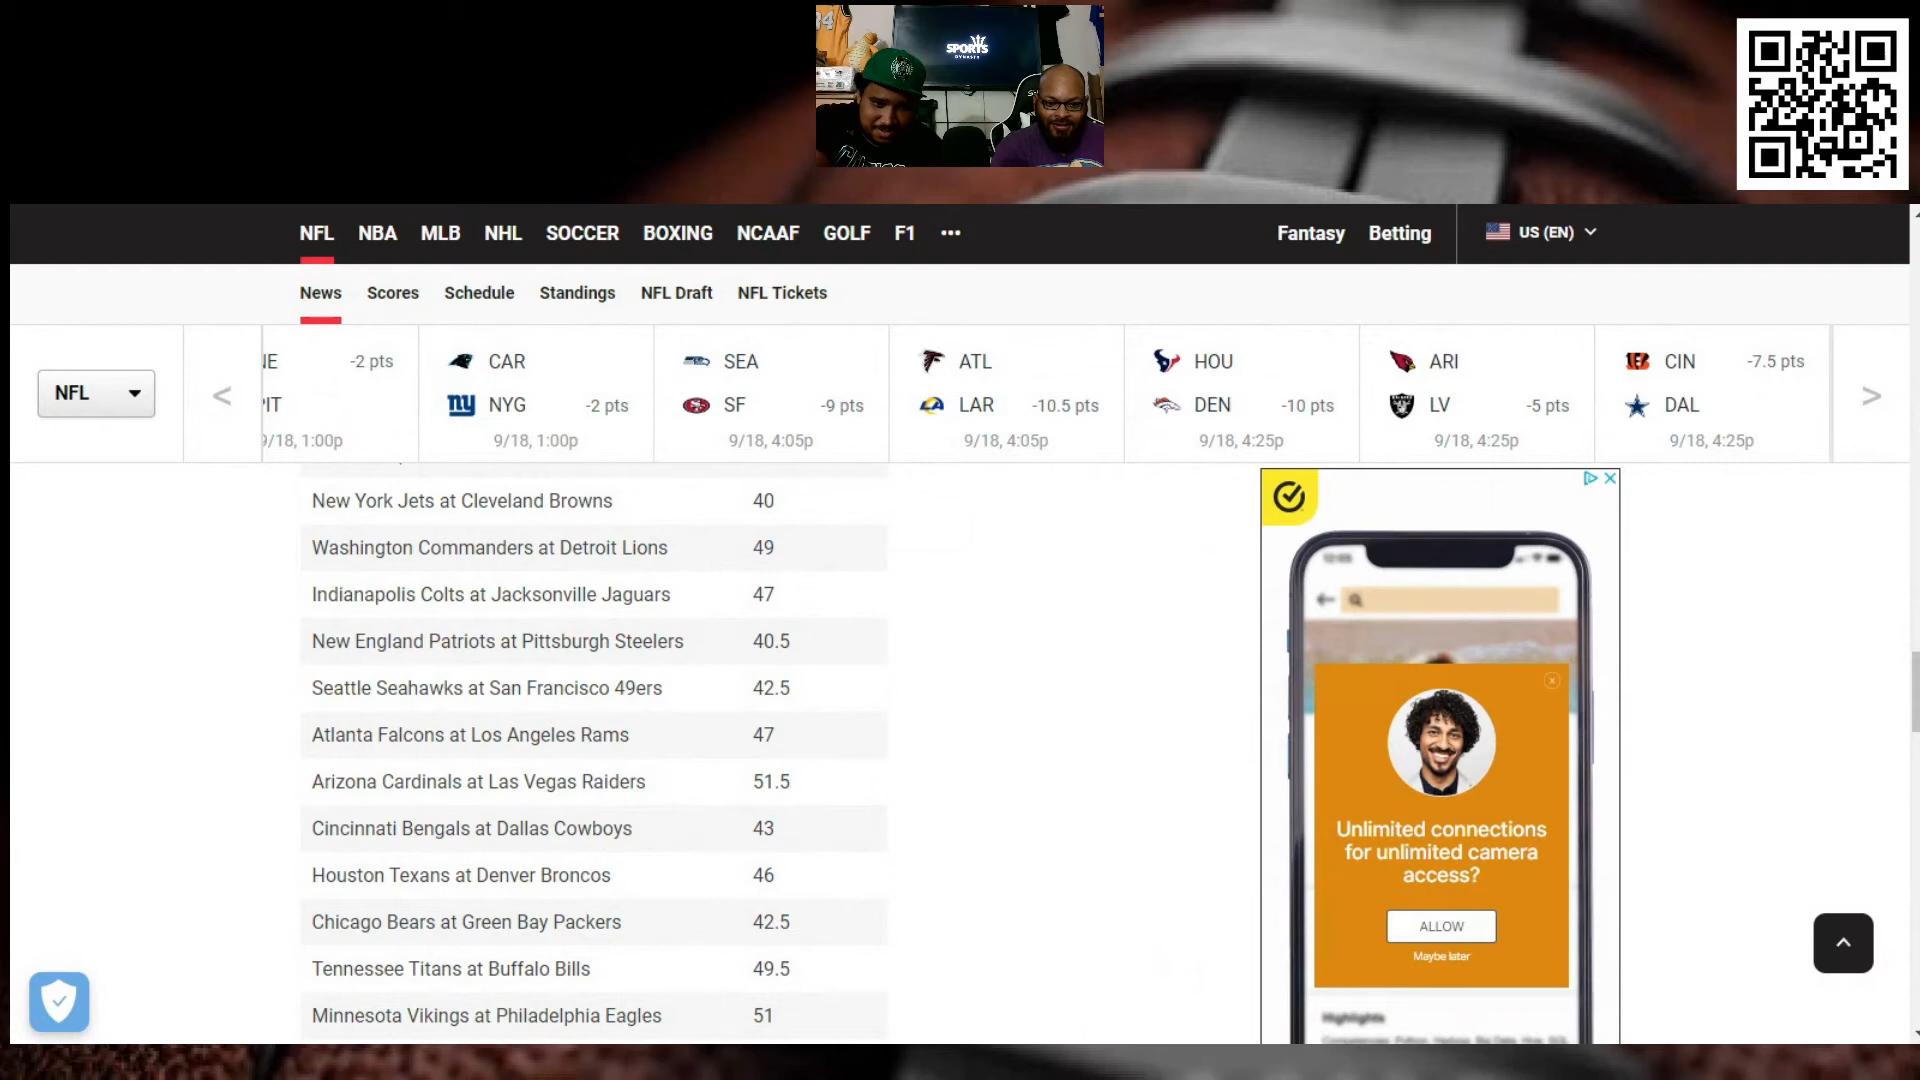 SPORTS
DYNASTY
NFL NBA MLB NHL SOCCER BOXING NCAAF GOLF F1 ••• Fantasy Betting US (EN)
News Scores Schedule Standings NFL Draft NFL Tickets
NFL
-2 pts
9/18, 1:00p
CAR
NYG -2 pts
9/18, 1:00p
SEA
SF -9 pts
9/18, 4:05p
ATL
LAR -10.5 pts
9/18, 4:05p
HOU
DEN -10 pts
9/18, 4:25p
ARI
LV -5 pts
9/18, 4:25p
CIN -7.5 pts
DAL
9/18, 4:25p
New York Jets at Cleveland Browns 40
Washington Commanders at Detroit Lions 49
Indianapolis Colts at Jacksonville Jaguars 47
New England Patriots at Pittsburgh Steelers 40.5
Seattle Seahawks at San Francisco 49ers 42.5
Atlanta Falcons at Los Angeles Rams 47
Arizona Cardinals at Las Vegas Raiders 51.5
Cincinnati Bengals at Dallas Cowboys 43
Houston Texans at Denver Broncos 46
Chicago Bears at Green Bay Packers 42.5
Tennessee Titans at Buffalo Bills 49.5
Minnesota Vikings at Philadelphia Eagles 51
Unlimited connections
for unlimited camera
access?
ALLOW
Maybe later
Highlights